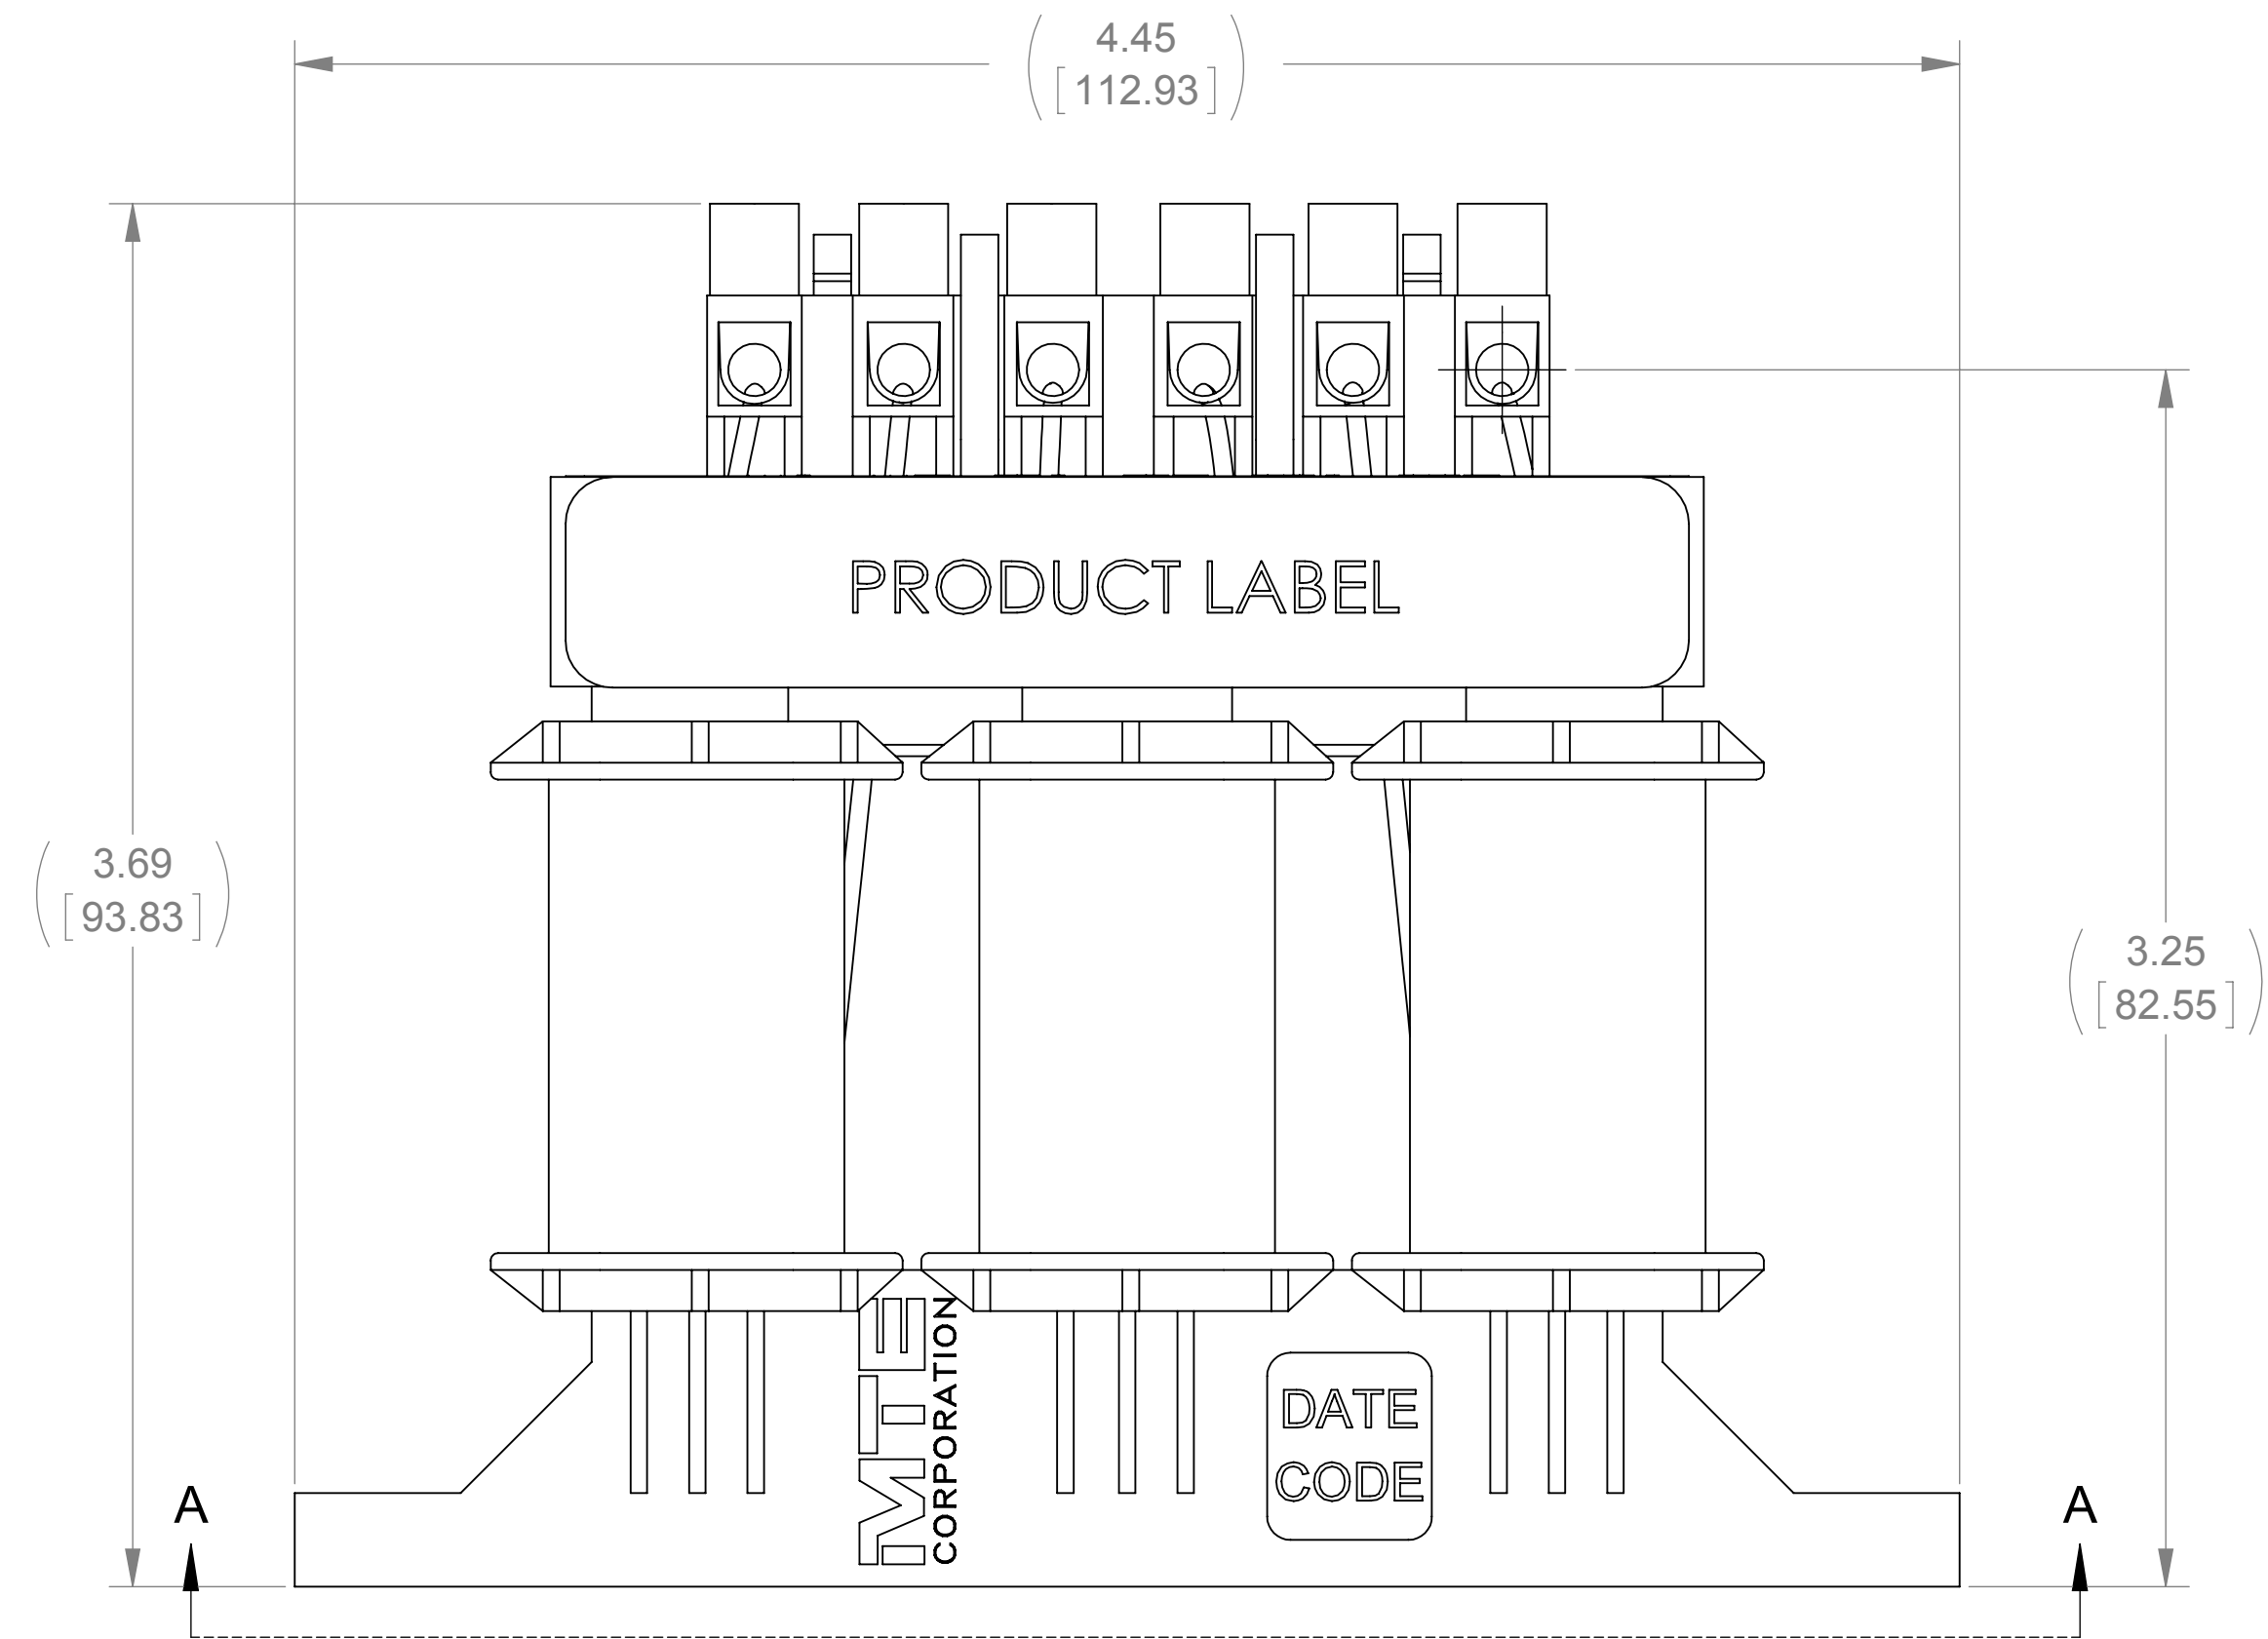 4.45
[112.93]
PRODUCT LABEL
(3.69
[93.83])
(3.25
[82.55])
MTE
CORPORATION
DATE
CODE
A
A